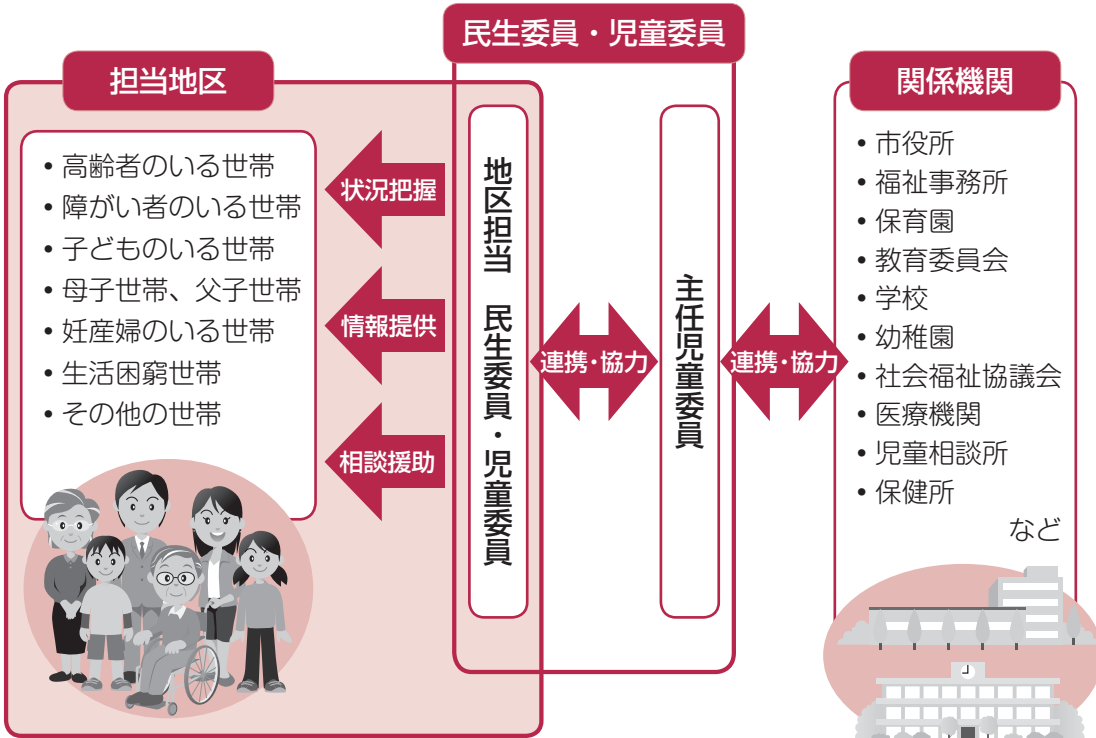 民生委員・児童委員
担当地区
• 高齢者のいる世帯
• 障がい者のいる世帯
• 子どものいる世帯
• 母子世帯、父子世帯
• 妊産婦のいる世帯
• 生活困窮世帯
• その他の世帯
状況把握
情報提供
相談援助
地区担当 民生委員・児童委員
連携・協力
主任児童委員
連携・協力
関係機関
• 市役所
• 福祉事務所
• 保育園
• 教育委員会
• 学校
• 幼稚園
• 社会福祉協議会
• 医療機関
• 児童相談所
• 保健所
など